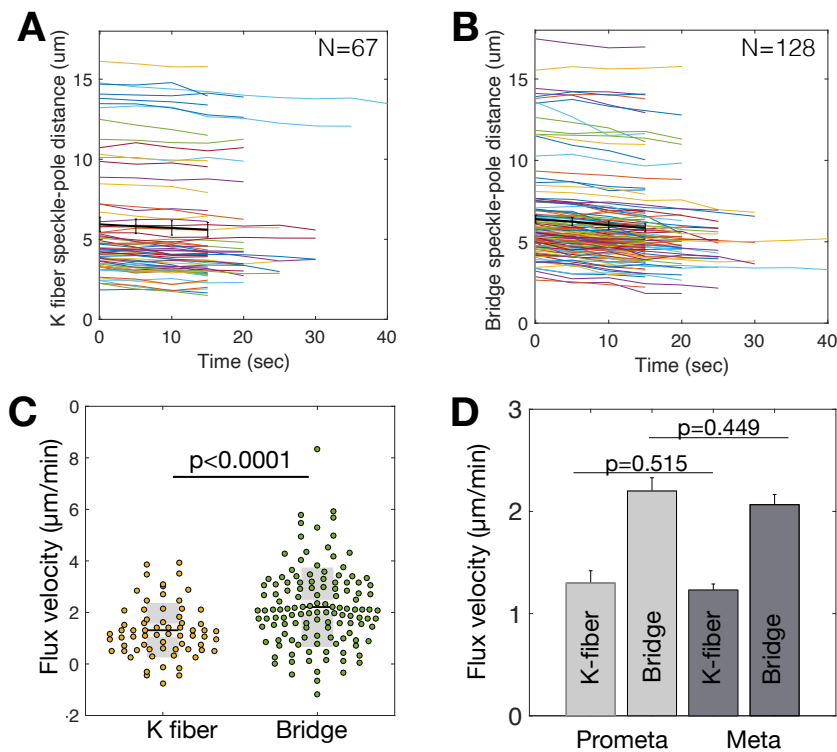 A
N=67
K fiber speckle-pole distance (um)
15
10
5
0
0 10 20 30 40
Time (sec)
B
N=128
Bridge speckle-pole distance (um)
15
10
5
0
0 10 20 30 40
Time (sec)
C
p<0.0001
Flux velocity (μm/min)
0
8
6
4
2
0
-2
K fiber Bridge
D
p=0.449
p=0.515
Flux velocity (μm/min)
3
2
1
0
K-fiber
Bridge
K-fiber
Bridge
Prometa Meta